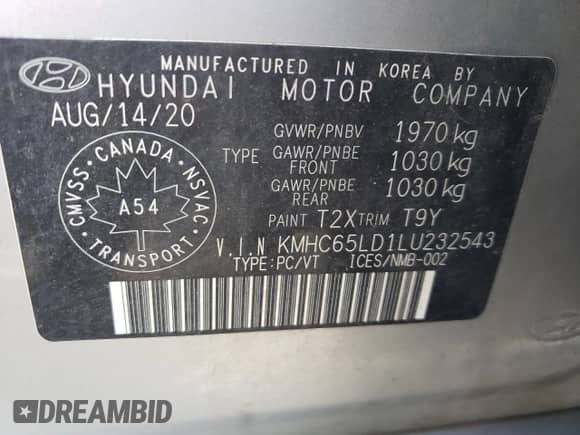 MANUFACTURED IN KOREA BY
HYUNDAI MOTOR COMPANY
AUG/14/20
GVWR/PNBV 1970 kg
TYPE GAWR/PNBE FRONT 1030 kg
GAWR/PNBE REAR 1030 kg
PAINT T2X TRIM T9Y
V.I.N KMHC65LD1LU232543
TYPE:PC/VT ICES/NMB-002
CANADA
CMVSS · NSVAC
A54
TRANSPORT
$DREAMBID